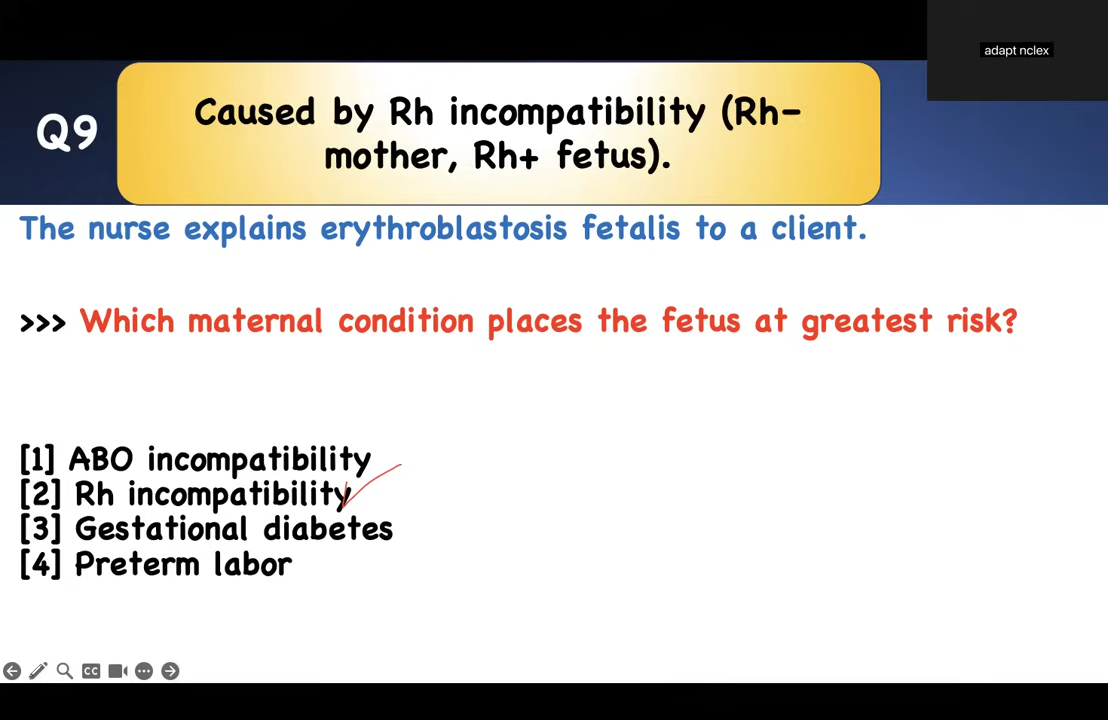 adapt nclex
Q9
Caused by Rh incompatibility (Rh-
mother, Rh+ fetus).
The nurse explains erythroblastosis fetalis to a client.
>>> Which maternal condition places the fetus at greatest risk?
[1] ABO incompatibility
[2] Rh incompatibility
[3] Gestational diabetes
[4] Preterm labor
CC